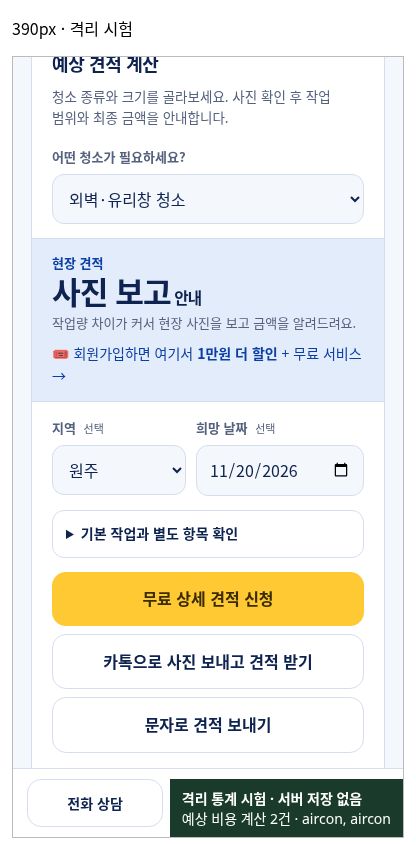 390px · 격리 시험
예상 견적 계산
청소 종류와 크기를 골라보세요. 사진 확인 후 작업
범위와 최종 금액을 안내합니다.
어떤 청소가 필요하세요?
외벽·유리창 청소
현장 견적
사진 보고 안내
작업량 차이가 커서 현장 사진을 보고 금액을 알려드려요.
🎟️ 회원가입하면 여기서 1만원 더 할인 + 무료 서비스
→
지역 선택 희망 날짜 선택
원주 11/20/2026
▶ 기본 작업과 별도 항목 확인
무료 상세 견적 신청
카톡으로 사진 보내고 견적 받기
문자로 견적 보내기
전화 상담
격리 통계 시험 · 서버 저장 없음
예상 비용 계산 2건 · aircon, aircon